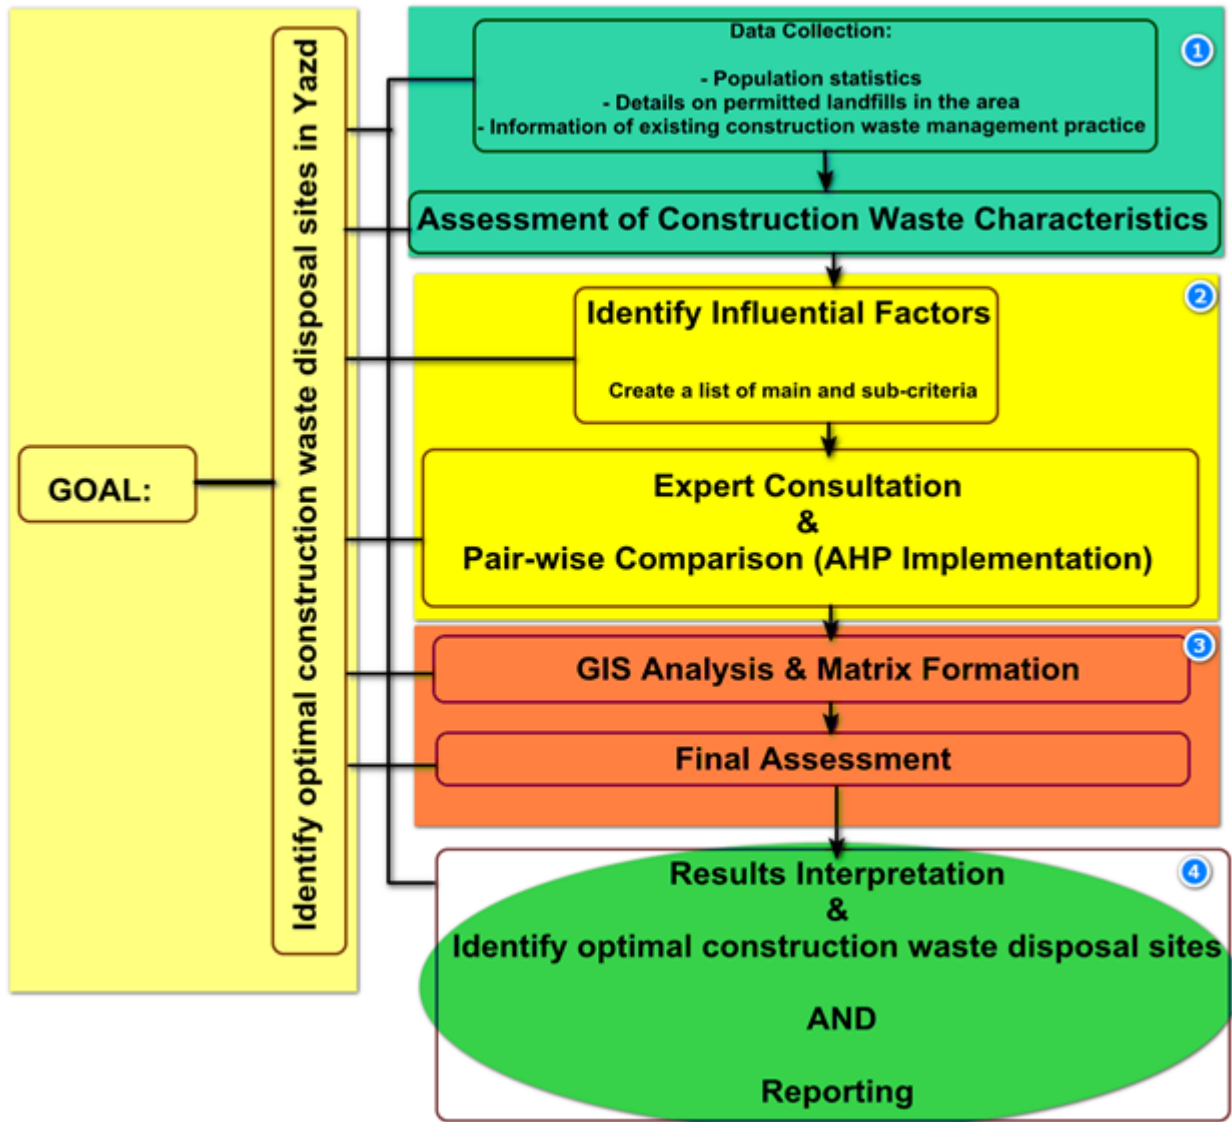 GOAL:
Identify optimal construction waste disposal sites in Yazd
1
Data Collection:
- Population statistics
- Details on permitted landfills in the area
- Information of existing construction waste management practice
Assessment of Construction Waste Characteristics
2
Identify Influential Factors
Create a list of main and sub-criteria
Expert Consultation
&
Pair-wise Comparison (AHP Implementation)
3
GIS Analysis & Matrix Formation
Final Assessment
4
Results Interpretation
&
Identify optimal construction waste disposal sites
AND
Reporting